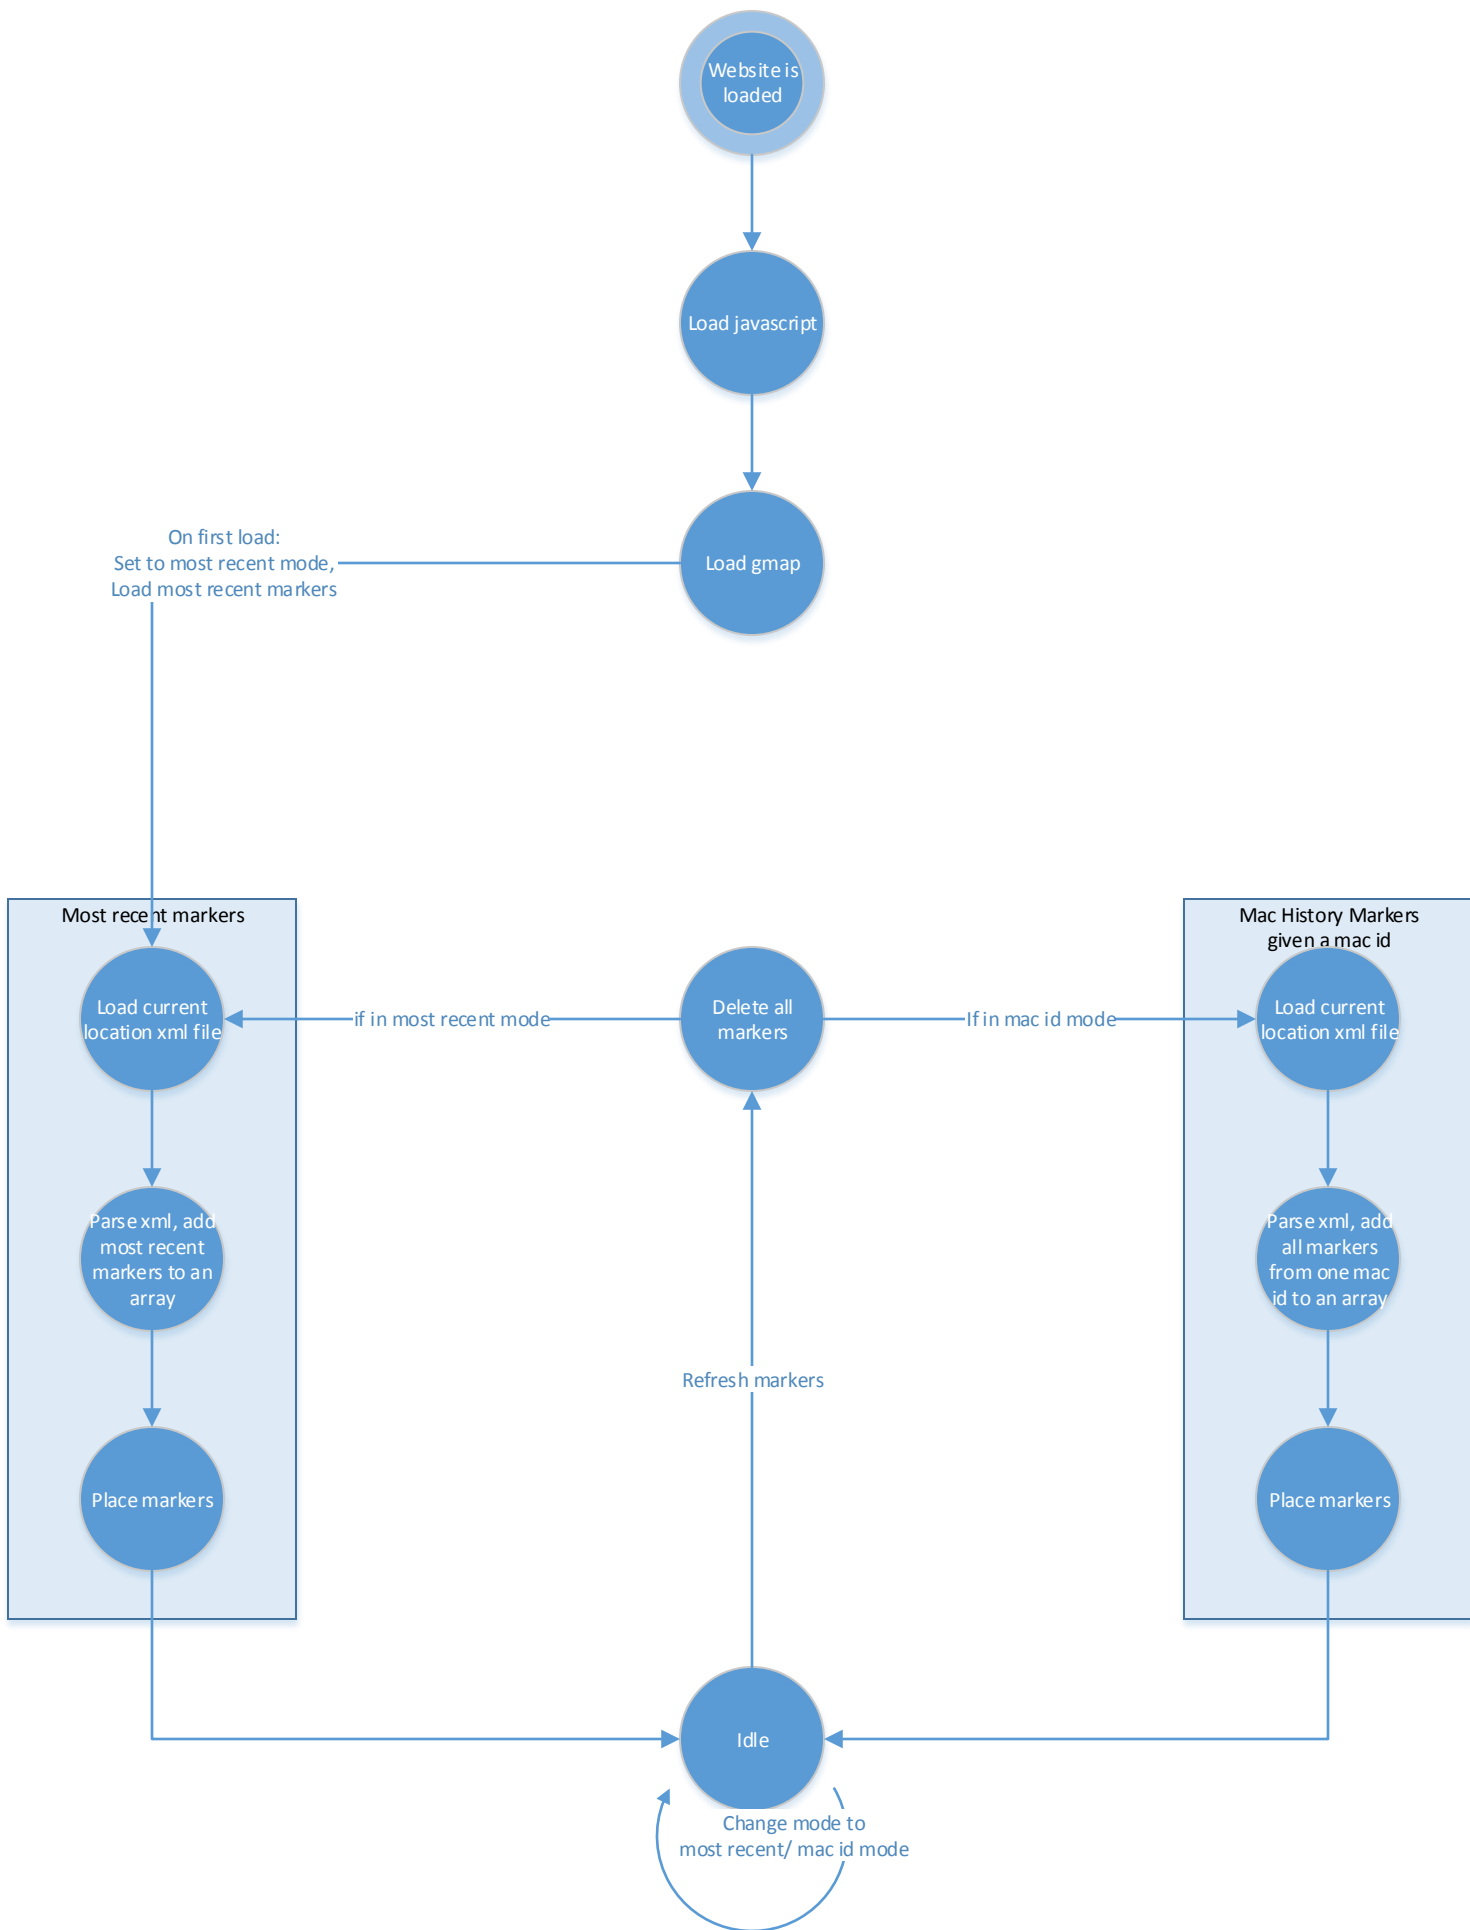 Website is
loaded
Load javascript
On first load:
Set to most recent mode,
Load most recent markers
Load gmap
Most recent markers
Mac History Markers
given a mac id
Load current
location xml file
if in most recent mode
Delete all
markers
If in mac id mode
Load current
location xml file
Parse xml, add
most recent
markers to an
array
Parse xml, add
all markers
from one mac
id to an array
Refresh markers
Place markers
Place markers
Idle
Change mode to
most recent/ mac id mode